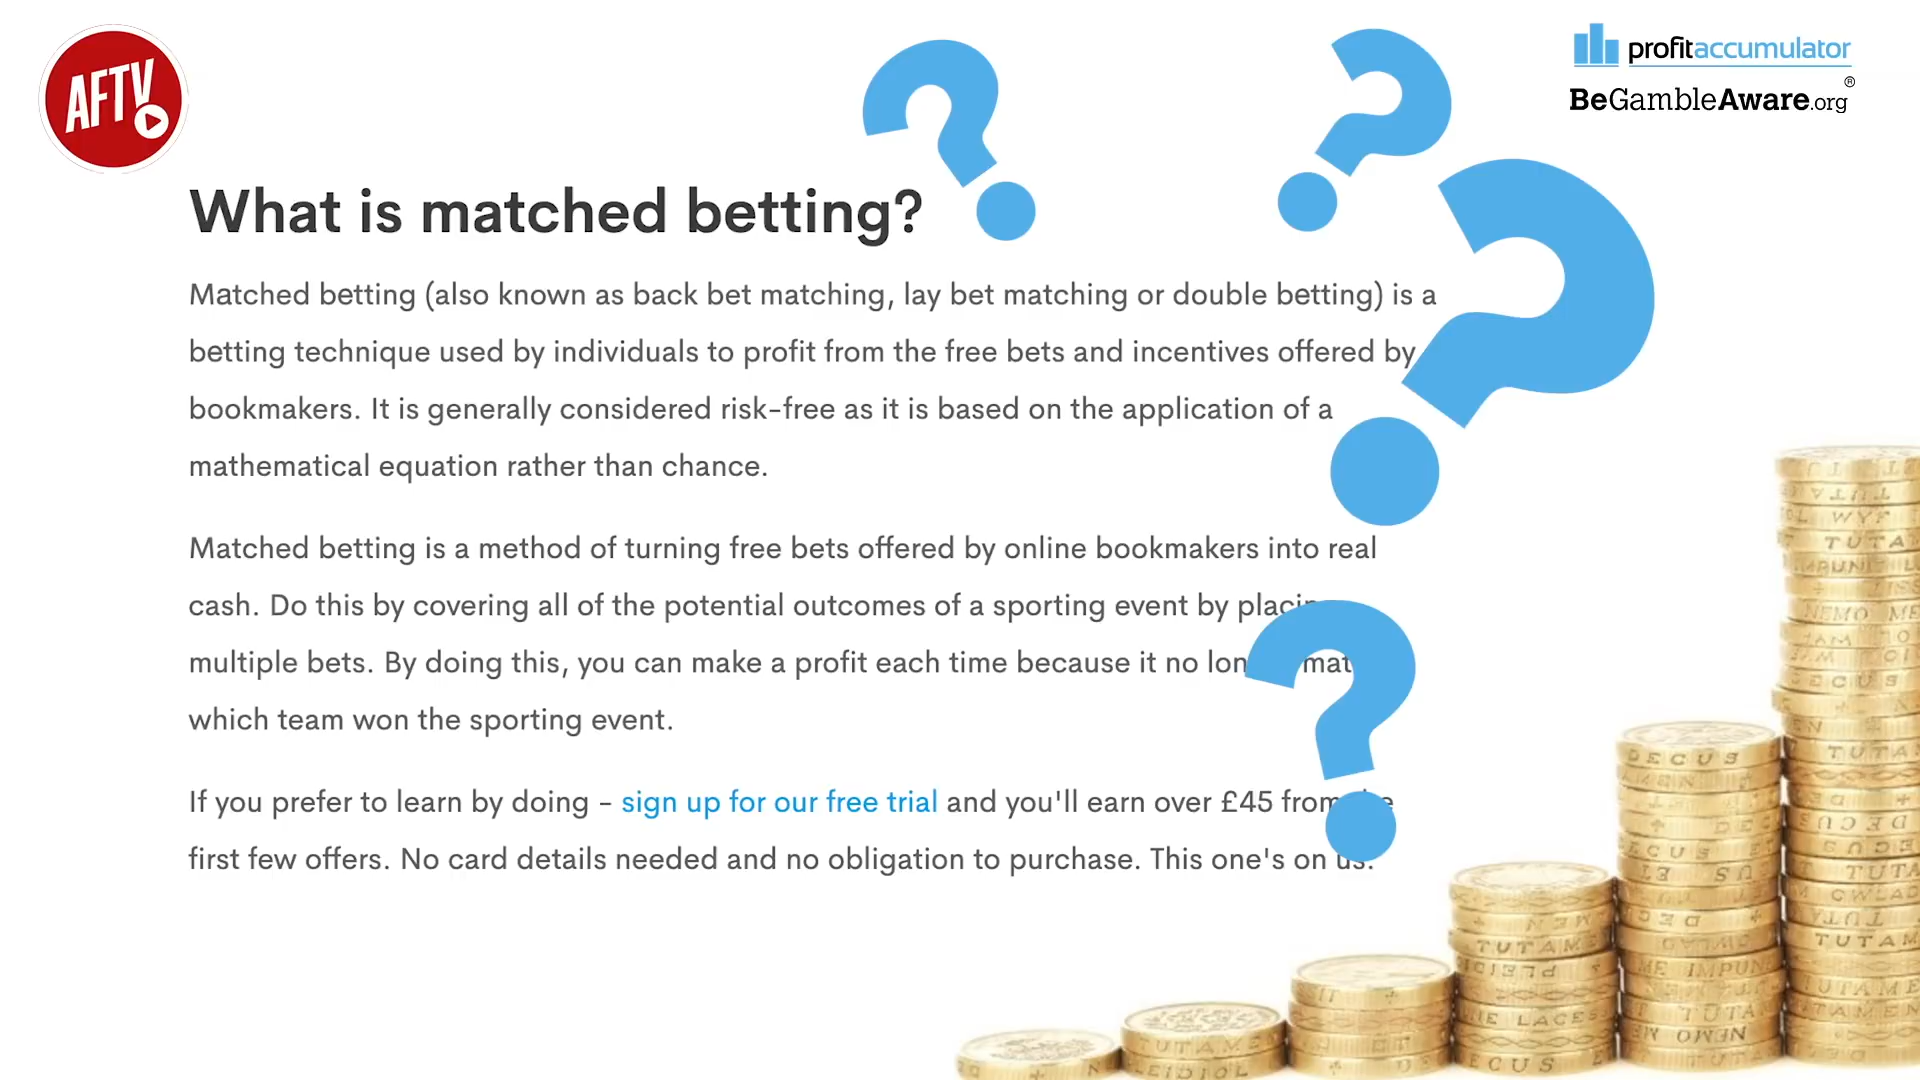 AFTV
profitaccumulator
BeGambleAware.org®
What is matched betting?
Matched betting (also known as back bet matching, lay bet matching or double betting) is a
betting technique used by individuals to profit from the free bets and incentives offered by
bookmakers. It is generally considered risk-free as it is based on the application of a
mathematical equation rather than chance.
Matched betting is a method of turning free bets offered by online bookmakers into real
cash. Do this by covering all of the potential outcomes of a sporting event by
multiple bets. By doing this, you can make a profit each time because it no
which team won the sporting event.
If you prefer to learn by doing - sign up for our free trial and you'll earn over £45 from
first few offers. No card details needed and no obligation to purchase. This one's on us.
DECUS
TUTA
TUTAM
DECUS
TUTA
IMPUN
TUTA